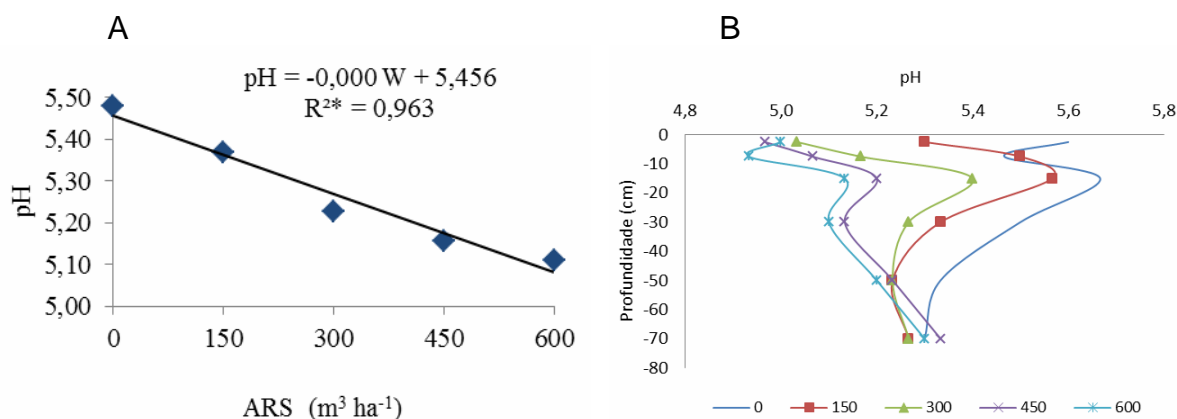 A
pH = -0,000 W + 5,456
R²* = 0,963
5,50
5,40
5,30
5,20
5,10
5,00
pH
0 150 300 450 600
ARS (m³ ha⁻¹)
B
pH
4,8 5,0 5,2 5,4 5,6 5,8
0
-10
-20
-30
-40
-50
-60
-70
-80
Profundidade (cm)
0 150 300 450 600